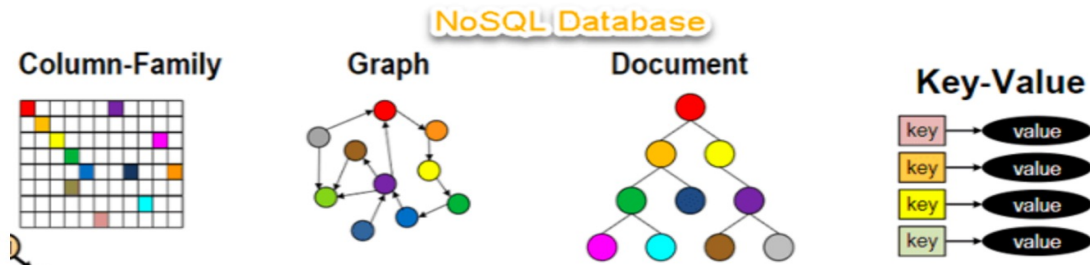 NoSQL Database
Column-Family
Graph
Document
Key-Value
key value
key value
key value
key value